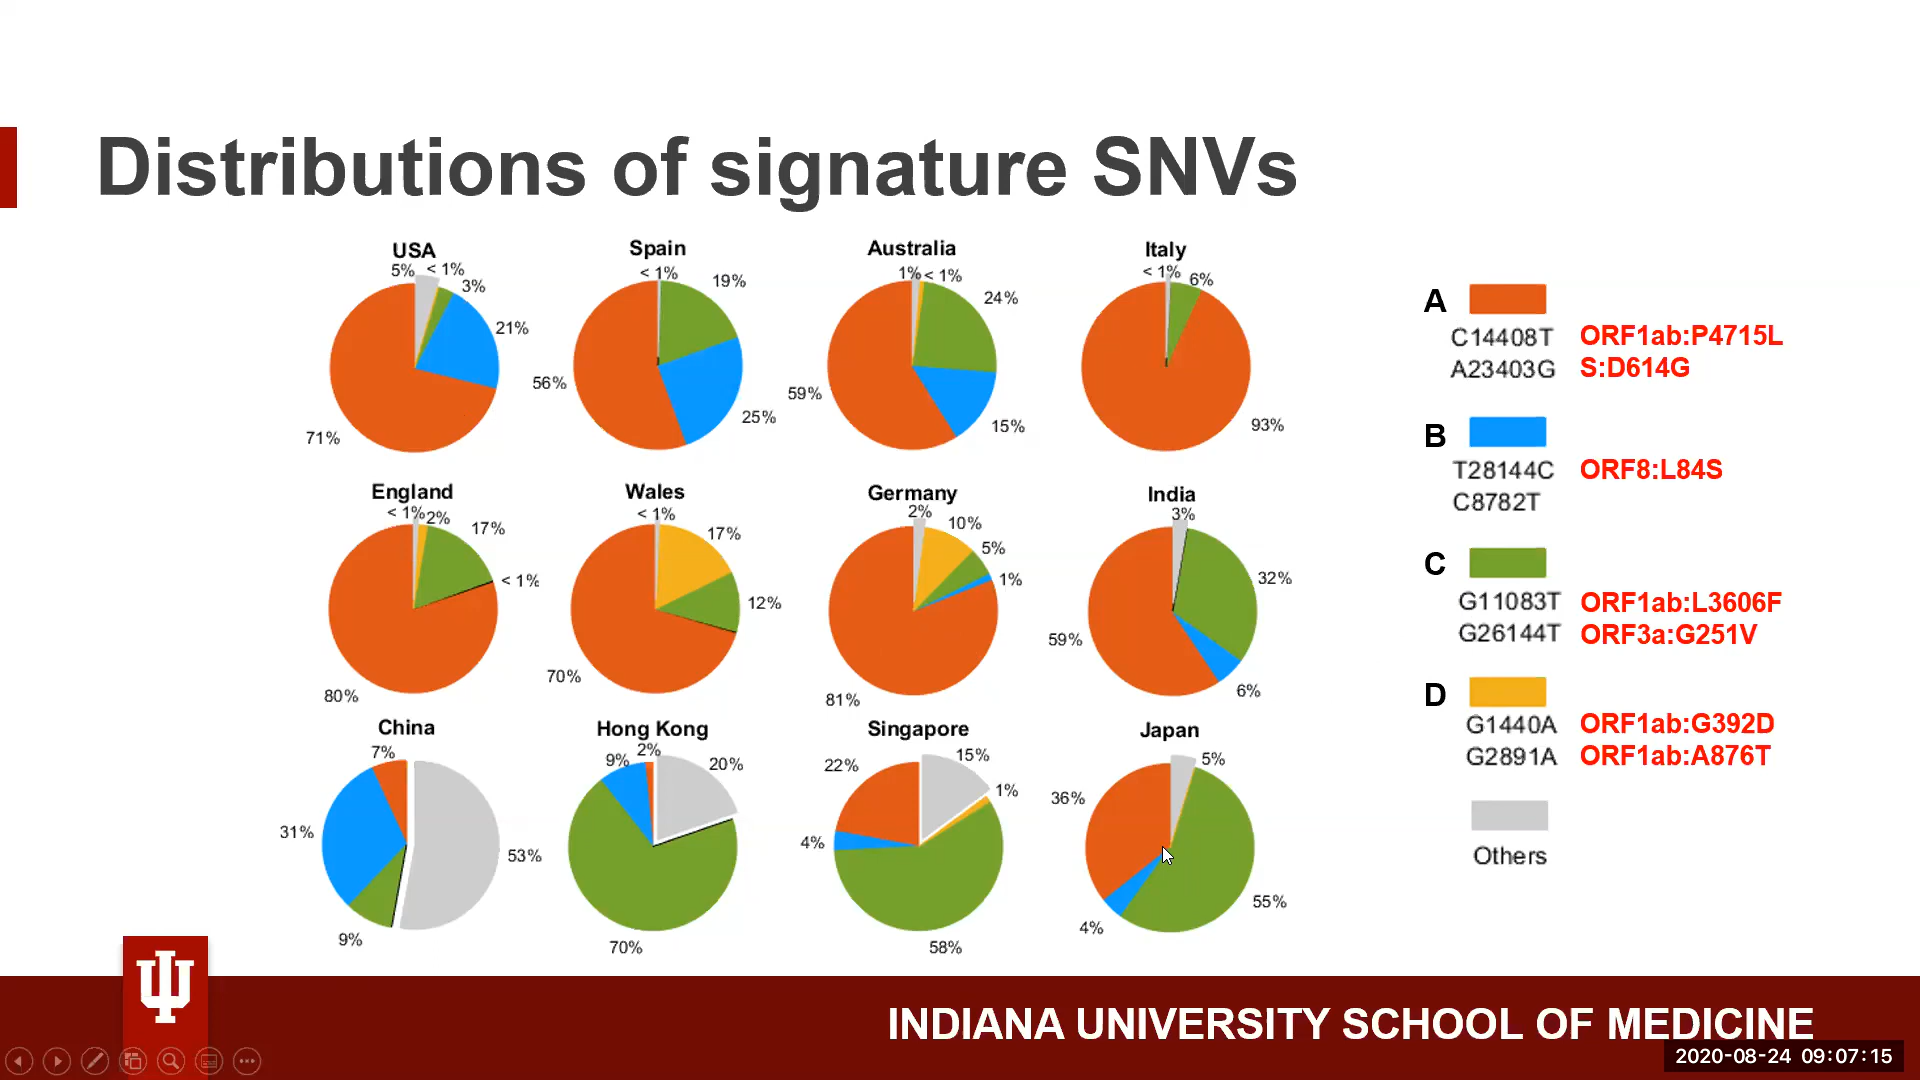 Distributions of signature SNVs
USA
5% < 1%
3%
21%
71%
Spain
< 1%
19%
56%
25%
Australia
1% < 1%
24%
59%
15%
Italy
< 1% 6%
93%
England
< 1% 2%
17%
< 1%
80%
Wales
< 1%
17%
12%
70%
Germany
2%
10%
5%
1%
81%
India
3%
32%
59%
6%
China
7%
31%
53%
9%
Hong Kong
2%
9%
20%
70%
Singapore
15%
22%
1%
4%
58%
Japan
5%
36%
55%
4%
A
C14408T ORF1ab:P4715L
A23403G S:D614G
B
T28144C ORF8:L84S
C8782T
C
G11083T ORF1ab:L3606F
G26144T ORF3a:G251V
D
G1440A ORF1ab:G392D
G2891A ORF1ab:A876T
Others
INDIANA UNIVERSITY SCHOOL OF MEDICINE
2020-08-24 09:07:15